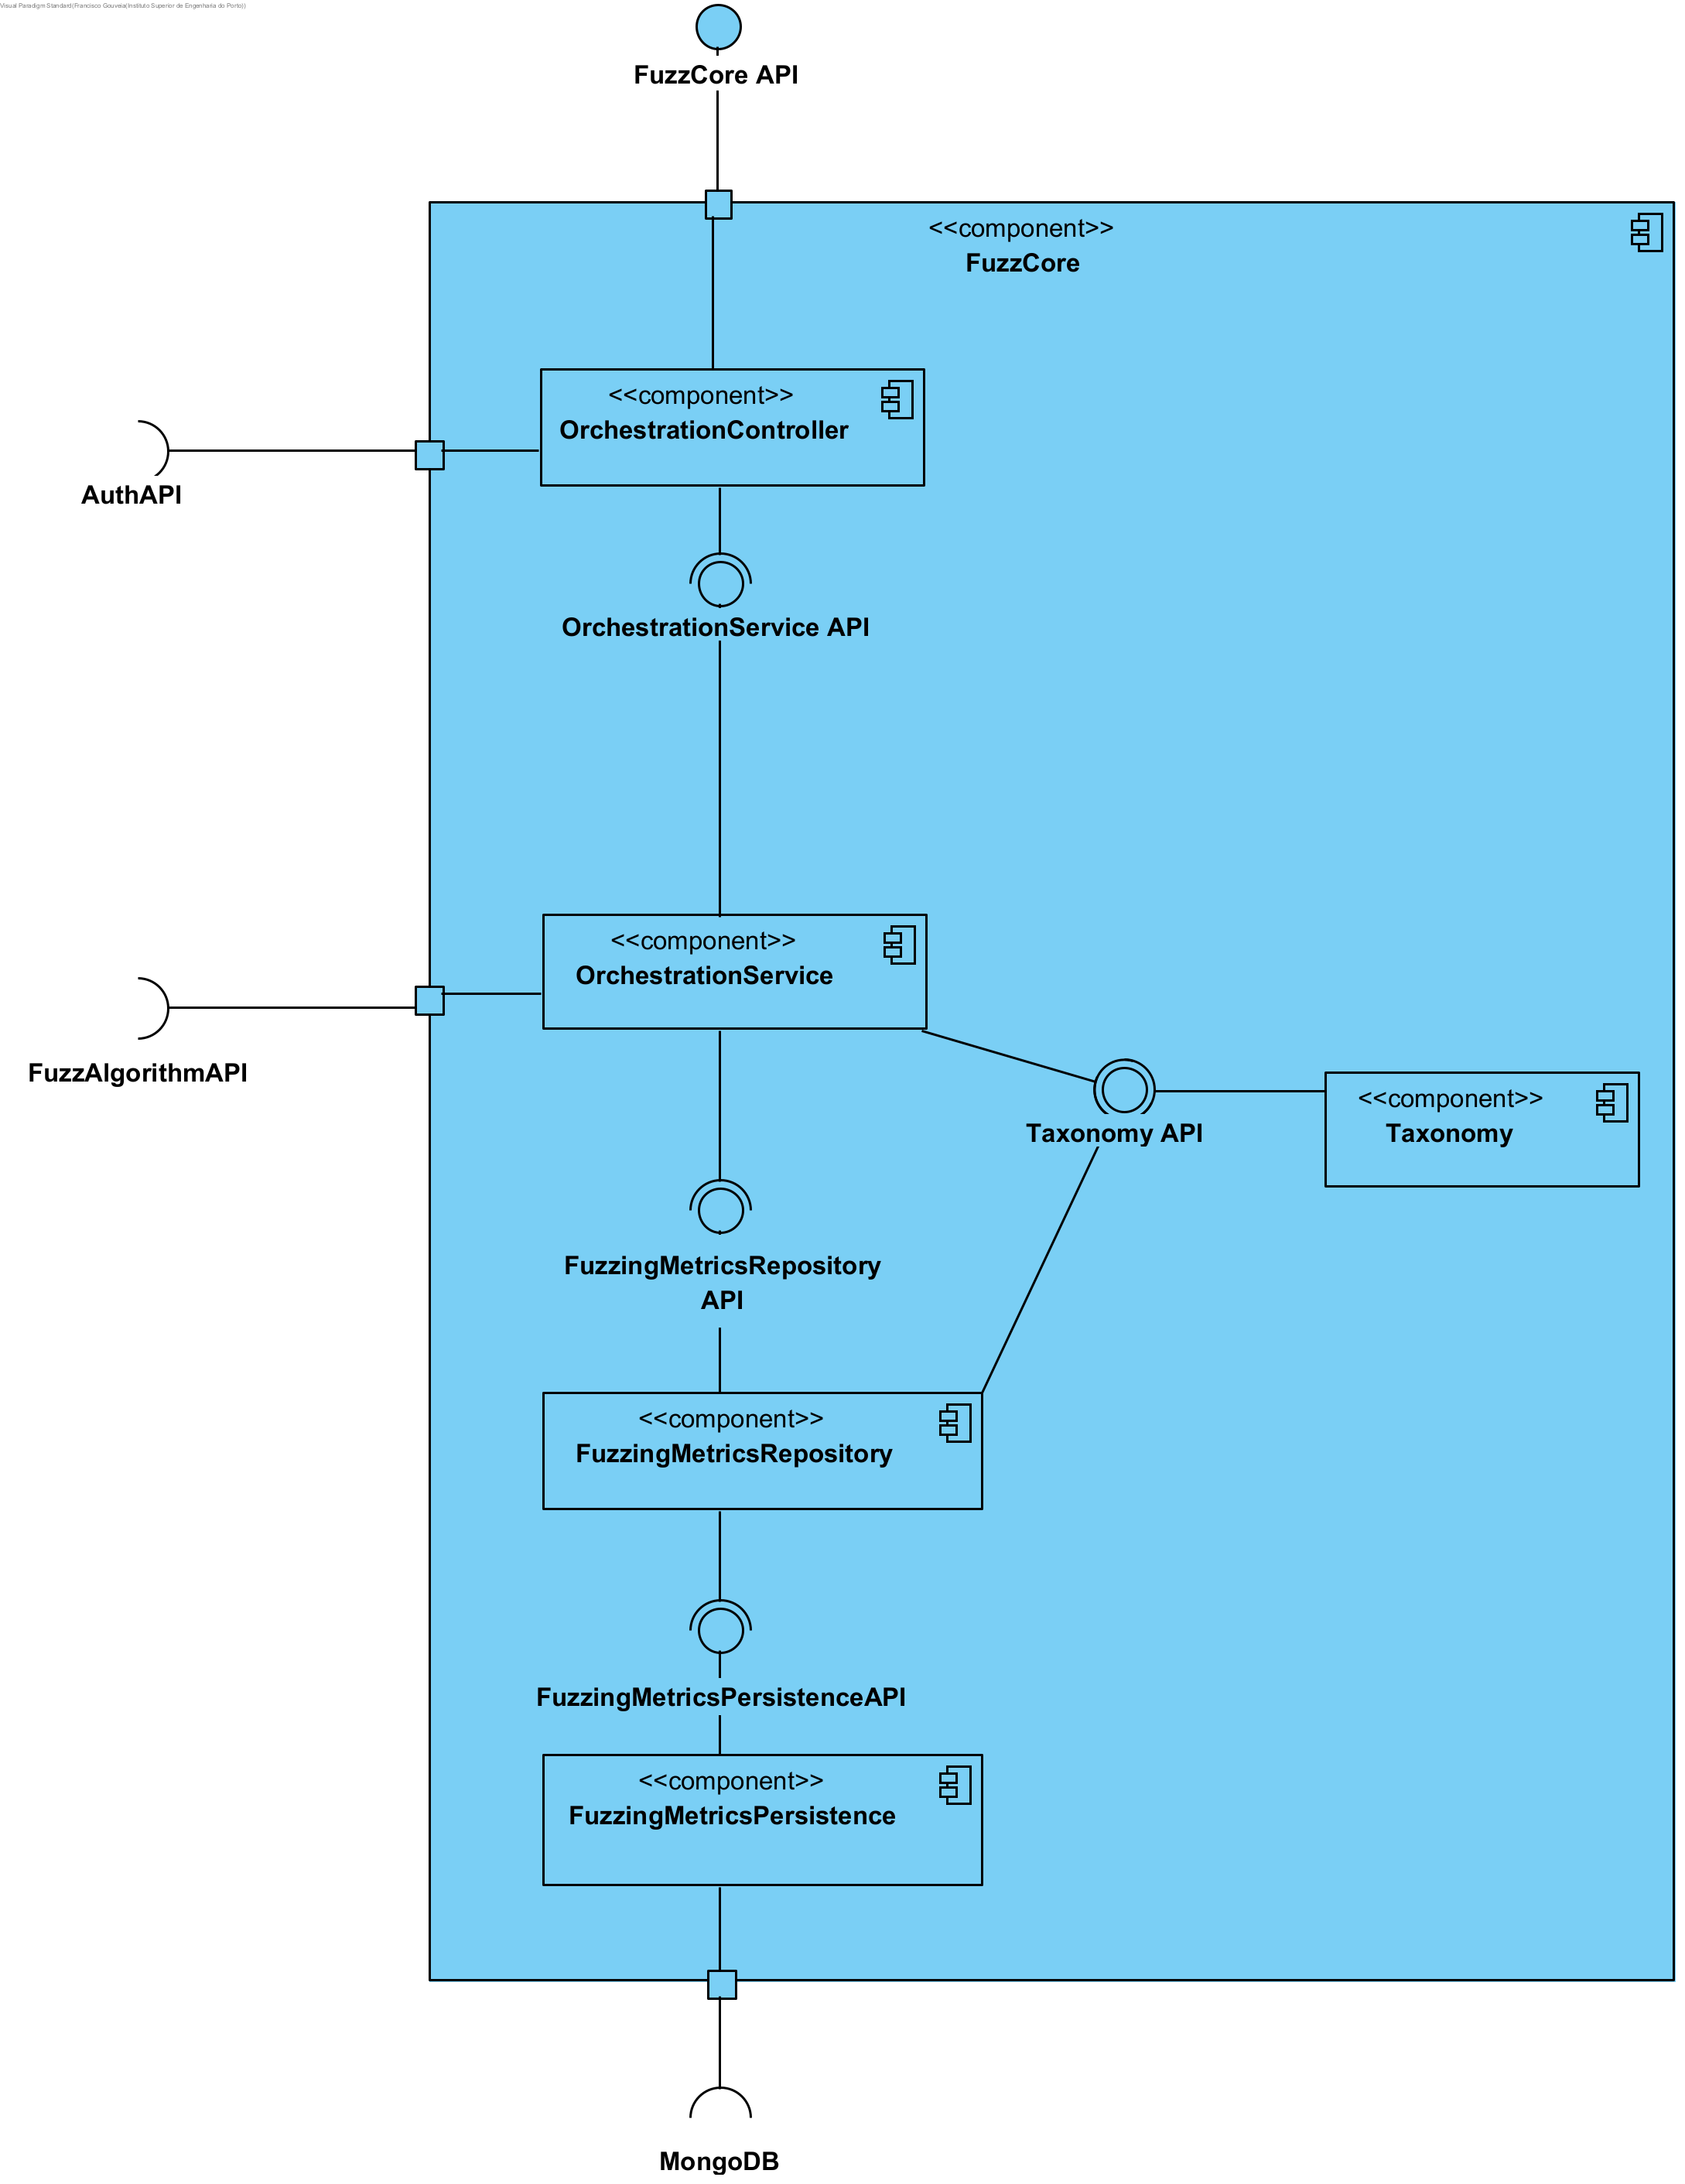 Visual Paradigm Standard(Francisco Gouveia(Instituto Superior de Engenharia do Porto))
FuzzCore API
<<component>>
FuzzCore
<<component>>
OrchestrationController
AuthAPI
OrchestrationService API
<<component>>
OrchestrationService
FuzzAlgorithmAPI
<<component>>
Taxonomy
Taxonomy API
FuzzingMetricsRepository
API
<<component>>
FuzzingMetricsRepository
FuzzingMetricsPersistenceAPI
<<component>>
FuzzingMetricsPersistence
MongoDB